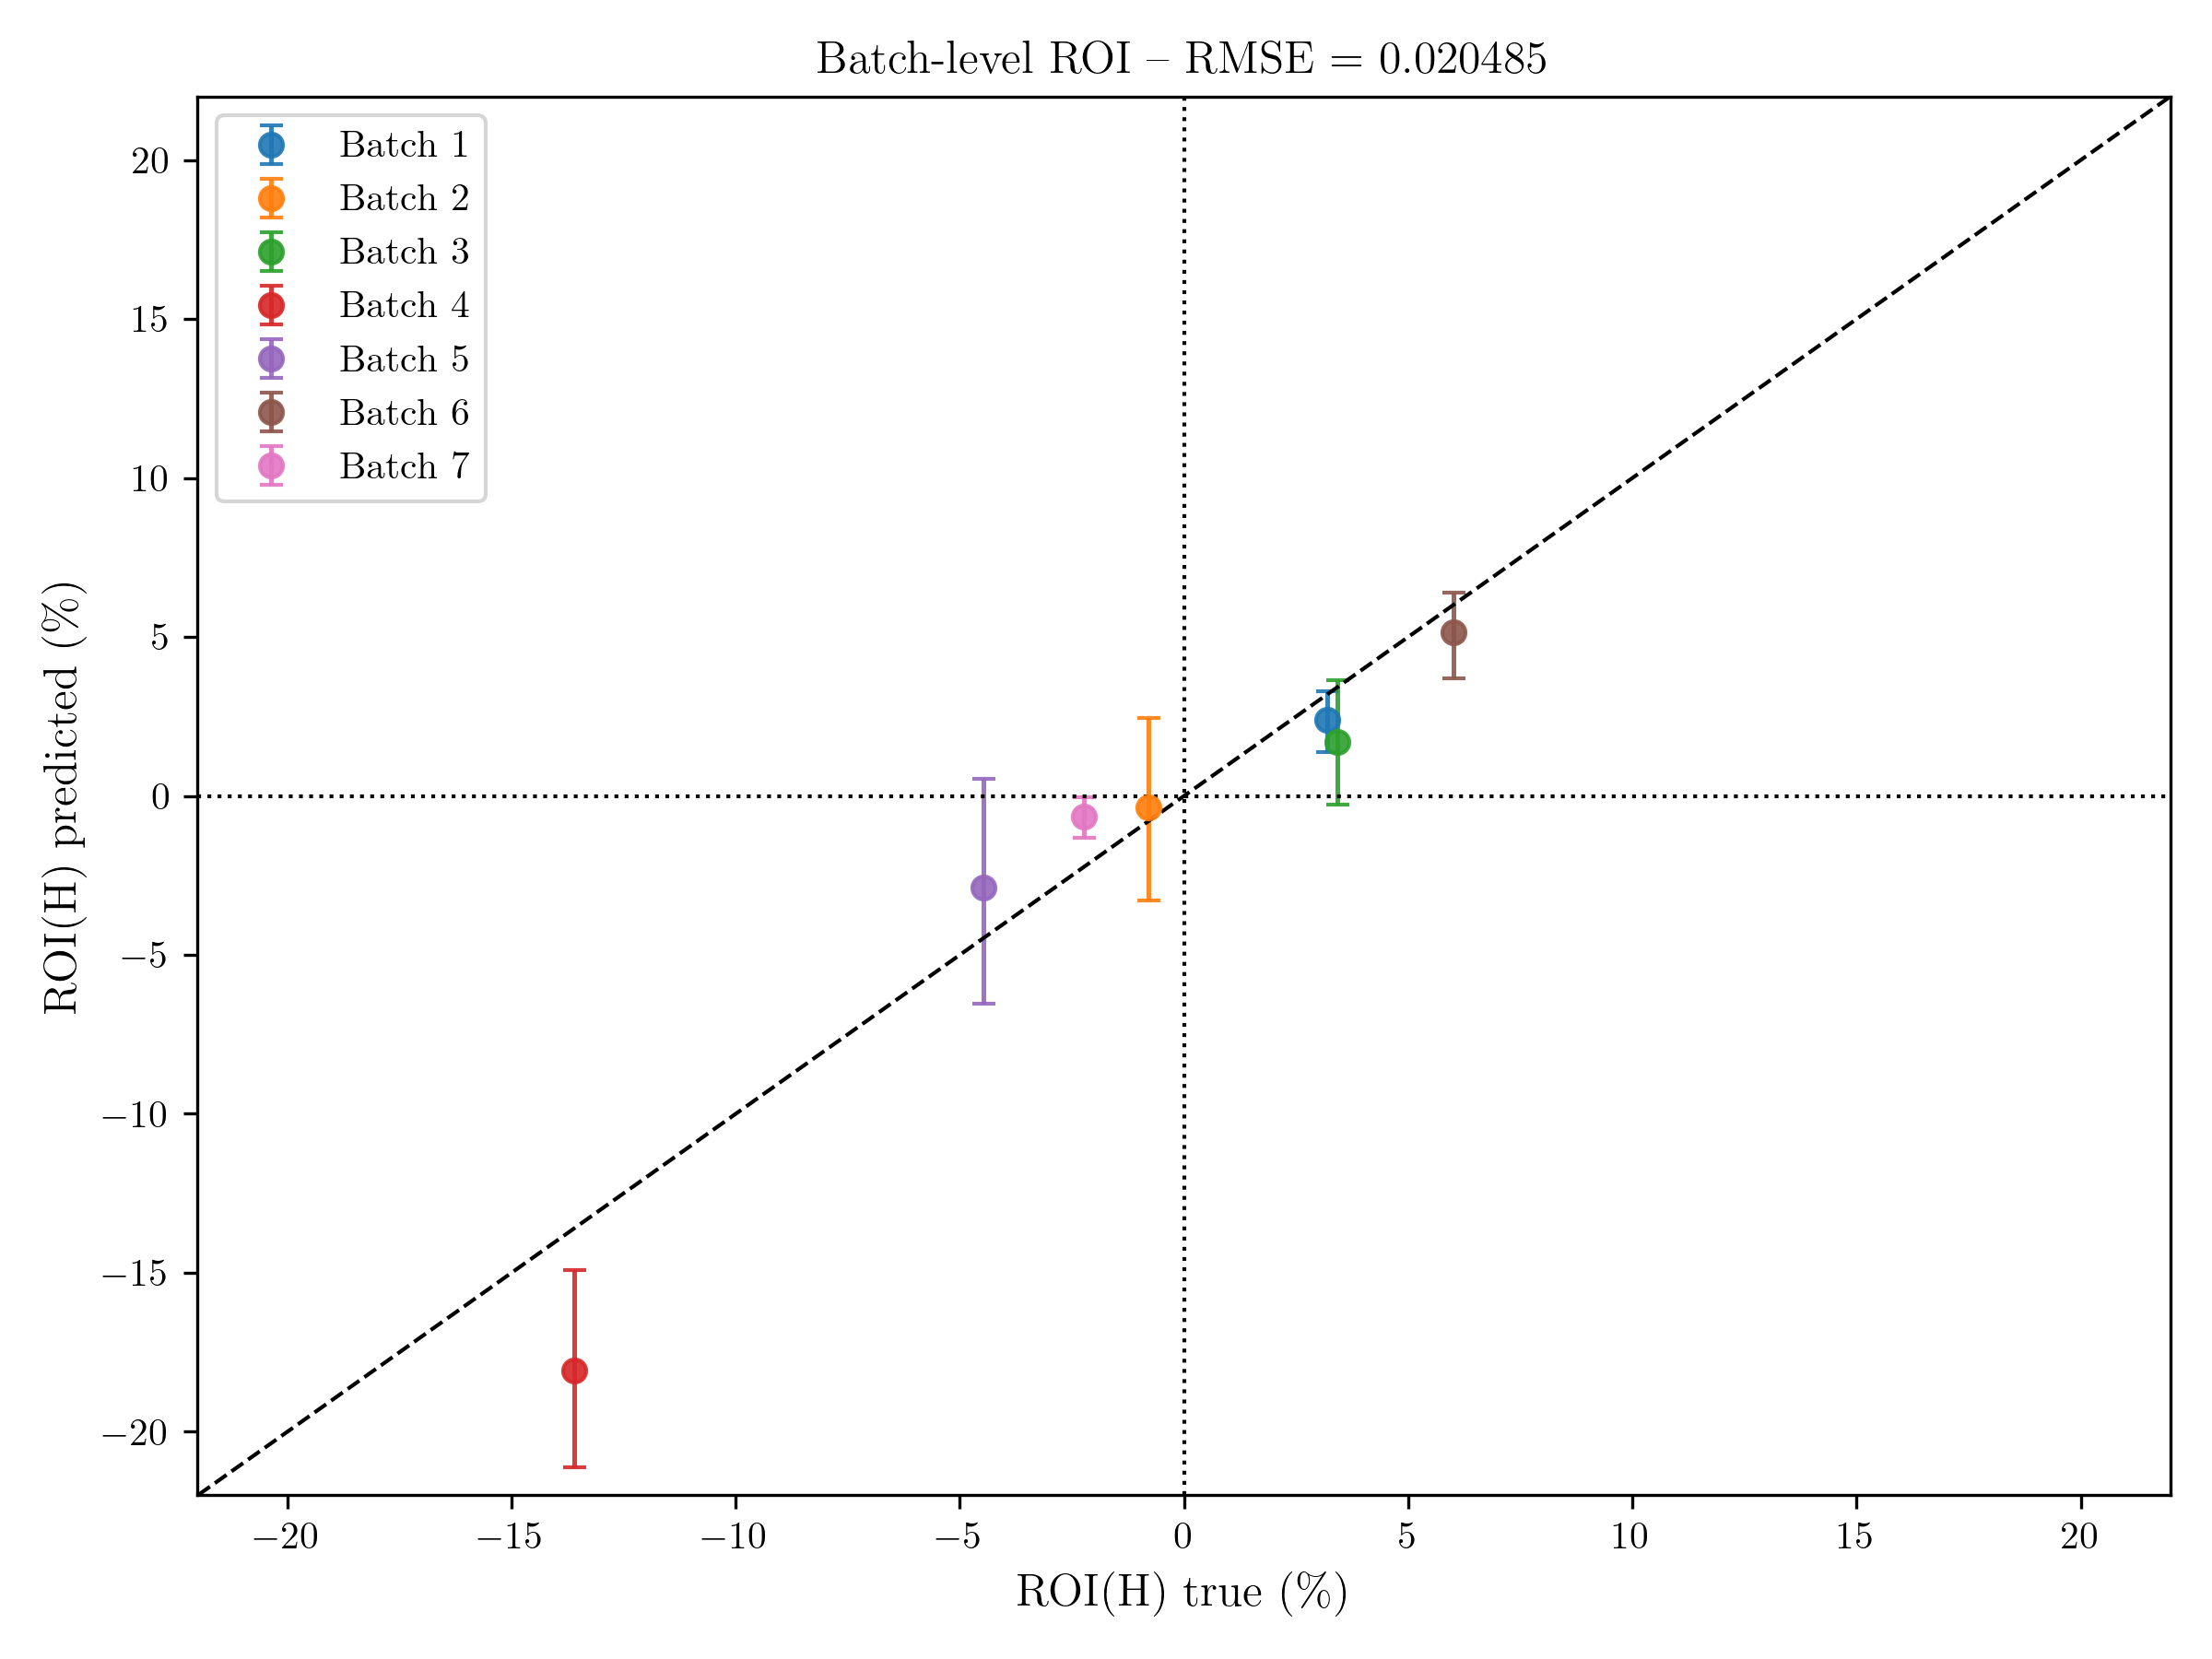 Batch-level ROI – RMSE = 0.020485
Batch 1
Batch 2
Batch 3
Batch 4
Batch 5
Batch 6
Batch 7
20
15
10
5
0
−5
−10
−15
−20
ROI(H) predicted (%)
−20 −15 −10 −5 0 5 10 15 20
ROI(H) true (%)